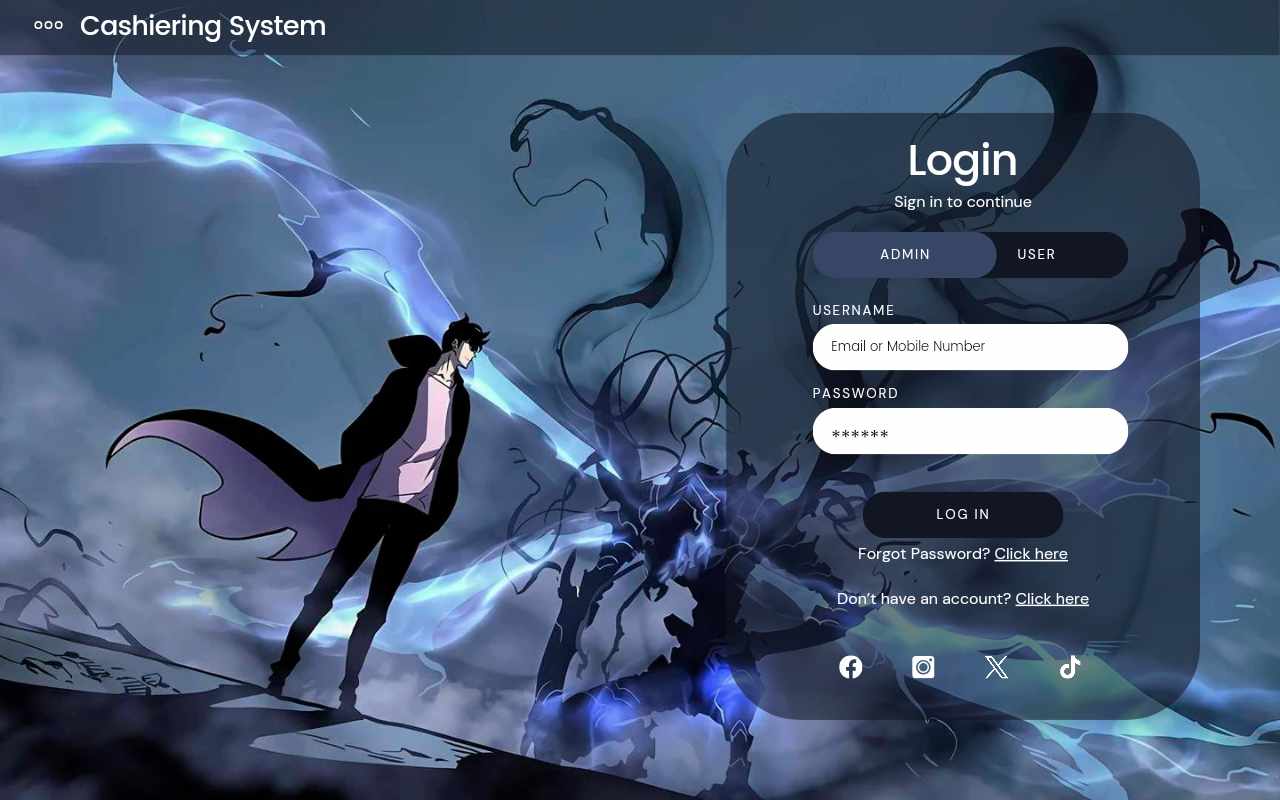 Cashiering System
Login
Sign in to continue
ADMIN USER
USERNAME
Email or Mobile Number
PASSWORD
******
LOG IN
Forgot Password? Click here
Don’t have an account? Click here